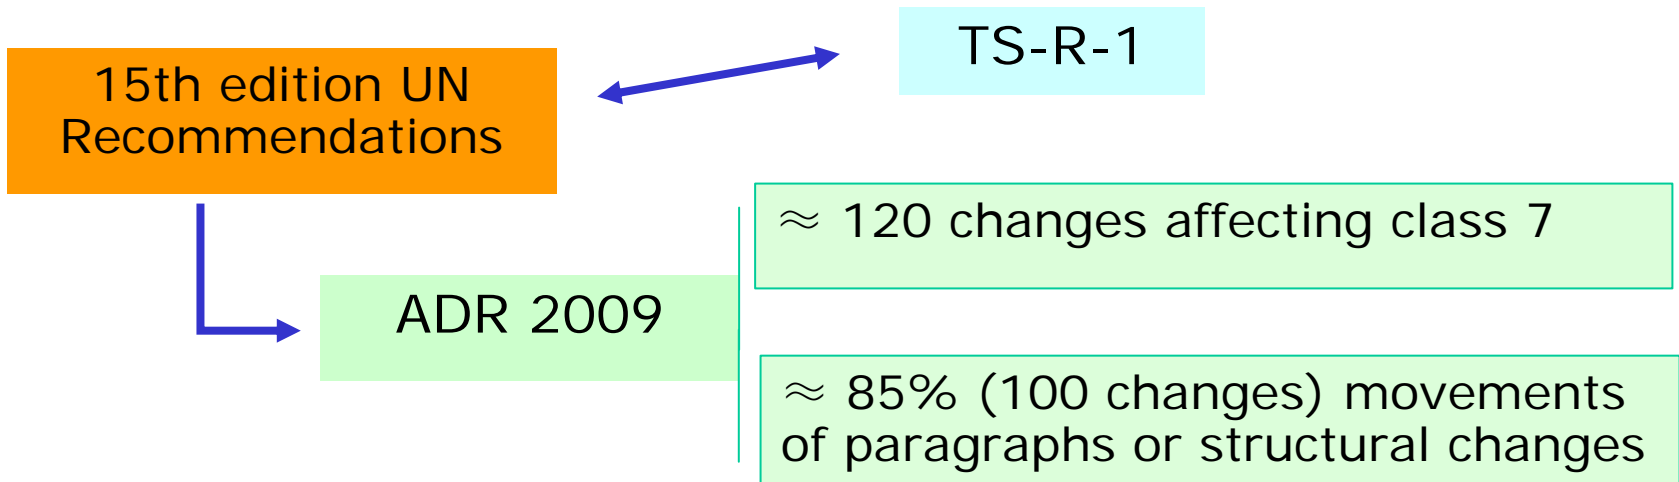 TS-R-1
15th edition UN
Recommendations
≈ 120 changes affecting class 7
ADR 2009
≈ 85% (100 changes) movements
of paragraphs or structural changes